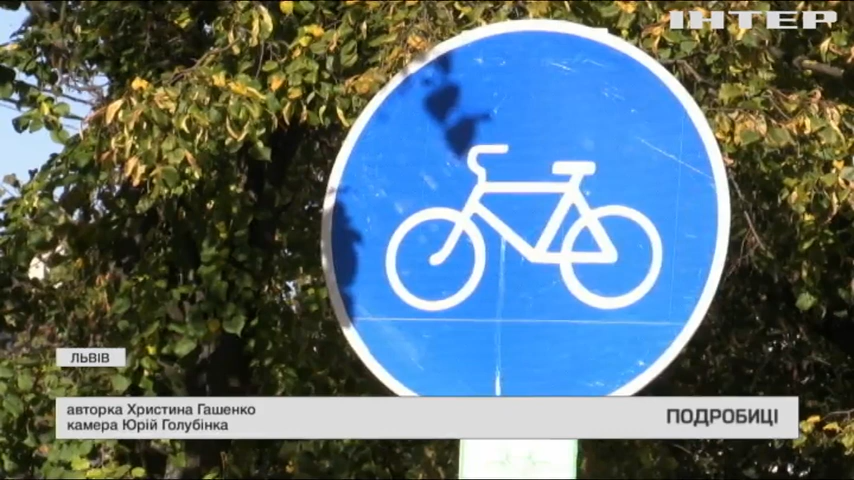 ІНТЕР
ЛЬВІВ
авторка Христина Гашенко
камера Юрій Голубінка
ПОДРОБИЦІ